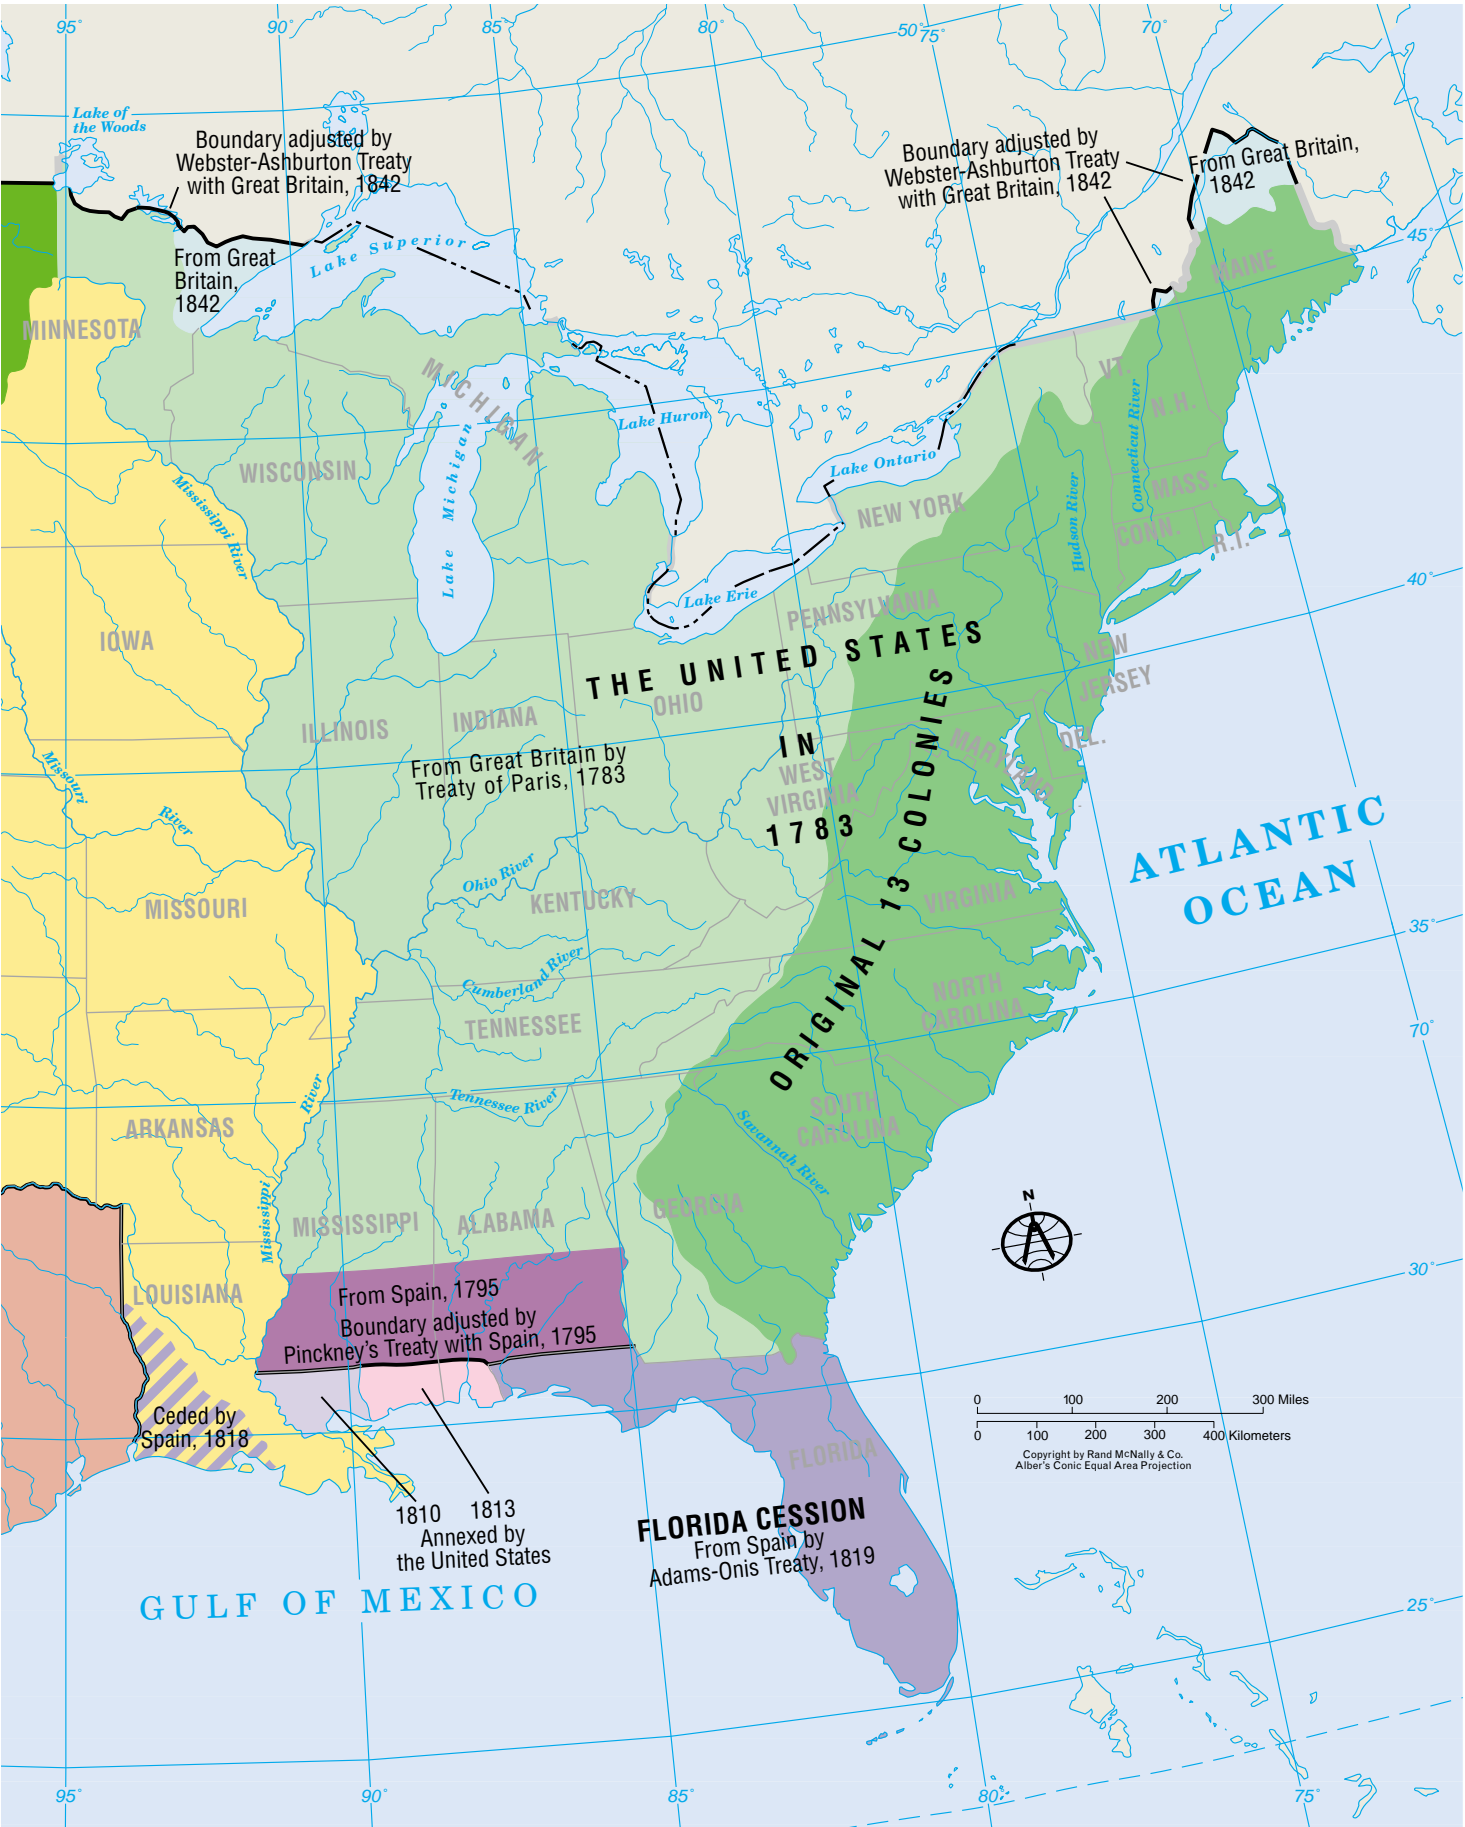 95°
90°
85°
80°
50°
75°
70°
Lake of
the Woods
Boundary adjusted by
Webster-Ashburton Treaty
with Great Britain, 1842
Boundary adjusted by
Webster-Ashburton Treaty
with Great Britain, 1842
From Great Britain,
1842
45°
From Great
Britain,
1842
Lake Superior
MAINE
MINNESOTA
MICHIGAN
VT.
N.H.
Lake Huron
Connecticut River
WISCONSIN
Lake Michigan
Lake Ontario
Mississippi River
NEW YORK
Hudson River
MASS.
CONN.
R.I.
40°
Lake Erie
PENNSYLVANIA
IOWA
THE UNITED STATES
NEW
JERSEY
OHIO
ILLINOIS
INDIANA
IN
From Great Britain by
Treaty of Paris, 1783
WEST
VIRGINIA
1783
MARYLAND
DEL.
Missouri
River
ATLANTIC
OCEAN
Ohio River
ORIGINAL 13 COLONIES
KENTUCKY
VIRGINIA
MISSOURI
35°
Cumberland River
NORTH
CAROLINA
TENNESSEE
70°
Tennessee River
River
Mississippi
ARKANSAS
SOUTH
CAROLINA
Savannah River
GEORGIA
N
MISSISSIPPI
ALABAMA
LOUISIANA
30°
From Spain, 1795
Boundary adjusted by
Pinckney's Treaty with Spain, 1795
0 100 200 300 Miles
0 100 200 300 400 Kilometers
Copyright by Rand McNally & Co.
Alber's Conic Equal Area Projection
Ceded by
Spain, 1818
FLORIDA
1810 1813
Annexed by
the United States
FLORIDA CESSION
From Spain by
Adams-Onis Treaty, 1819
GULF OF MEXICO
25°
95°
90°
85°
80°
75°